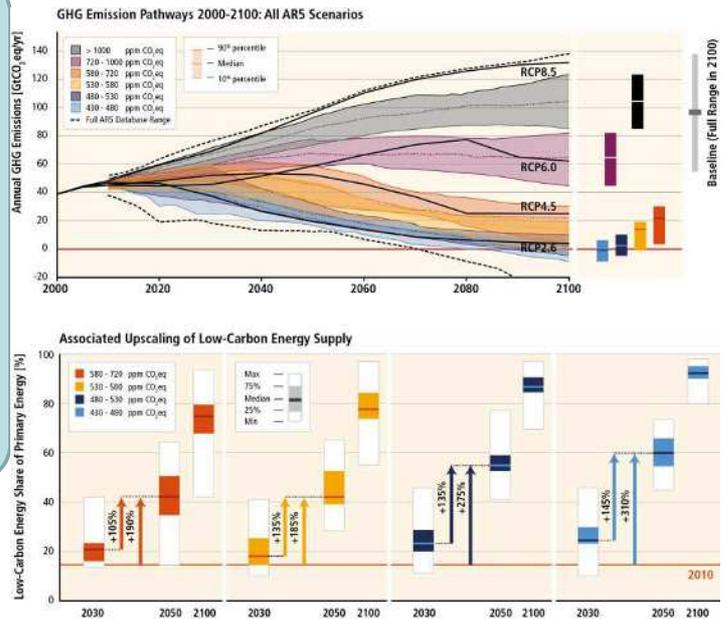 GHG Emission Pathways 2000-2100: All AR5 Scenarios
Annual GHG Emissions [GtCO₂eq/yr]
140
120
100
80
60
40
20
0
-20
> 1000 ppm CO₂eq
720 - 1000 ppm CO₂eq
580 - 720 ppm CO₂eq
530 - 580 ppm CO₂eq
480 - 530 ppm CO₂eq
430 - 480 ppm CO₂eq
Full AR5 Database Range
90th percentile
Median
10th percentile
RCP8.5
RCP6.0
RCP4.5
RCP2.6
Baseline (Full Range in 2100)
2000 2020 2040 2060 2080 2100
Associated Upscaling of Low-Carbon Energy Supply
Low-Carbon Energy Share of Primary Energy [%]
100
80
60
40
20
0
580 - 720 ppm CO₂eq
530 - 580 ppm CO₂eq
480 - 530 ppm CO₂eq
430 - 480 ppm CO₂eq
Max
75%
Median
25%
Min
+105%
+190%
+135%
+185%
+135%
+275%
+145%
+310%
2010
2030 2050 2100 2030 2050 2100 2030 2050 2100 2030 2050 2100